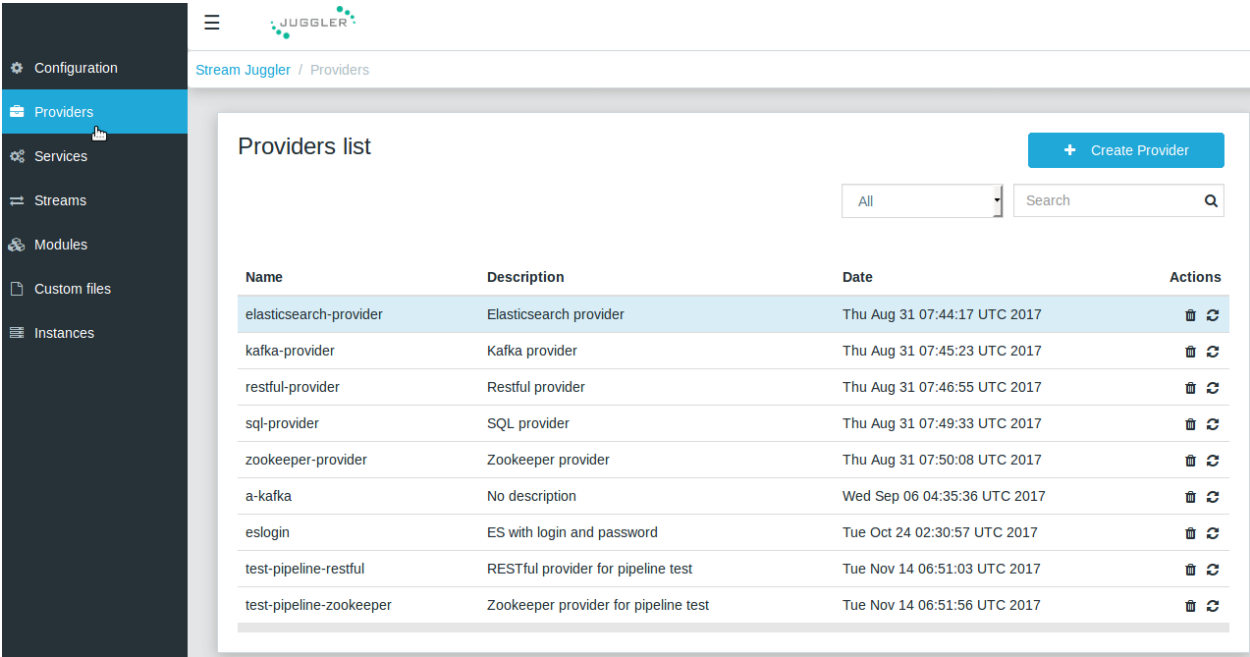 JUGGLER
Configuration
Stream Juggler / Providers
Providers
Services
Streams
Modules
Custom files
Instances
Providers list
Create Provider
All
Search
Name Description Date Actions
elasticsearch-provider Elasticsearch provider Thu Aug 31 07:44:17 UTC 2017
kafka-provider Kafka provider Thu Aug 31 07:45:23 UTC 2017
restful-provider Restful provider Thu Aug 31 07:46:55 UTC 2017
sql-provider SQL provider Thu Aug 31 07:49:33 UTC 2017
zookeeper-provider Zookeeper provider Thu Aug 31 07:50:08 UTC 2017
a-kafka No description Wed Sep 06 04:35:36 UTC 2017
eslogin ES with login and password Tue Oct 24 02:30:57 UTC 2017
test-pipeline-restful RESTful provider for pipeline test Tue Nov 14 06:51:03 UTC 2017
test-pipeline-zookeeper Zookeeper provider for pipeline test Tue Nov 14 06:51:56 UTC 2017